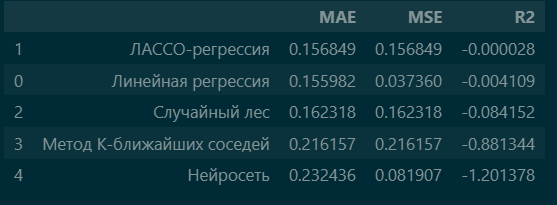 MAE MSE R2
1 ЛАССО-регрессия 0.156849 0.156849 -0.000028
0 Линейная регрессия 0.155982 0.037360 -0.004109
2 Случайный лес 0.162318 0.162318 -0.084152
3 Метод К-ближайших соседей 0.216157 0.216157 -0.881344
4 Нейросеть 0.232436 0.081907 -1.201378